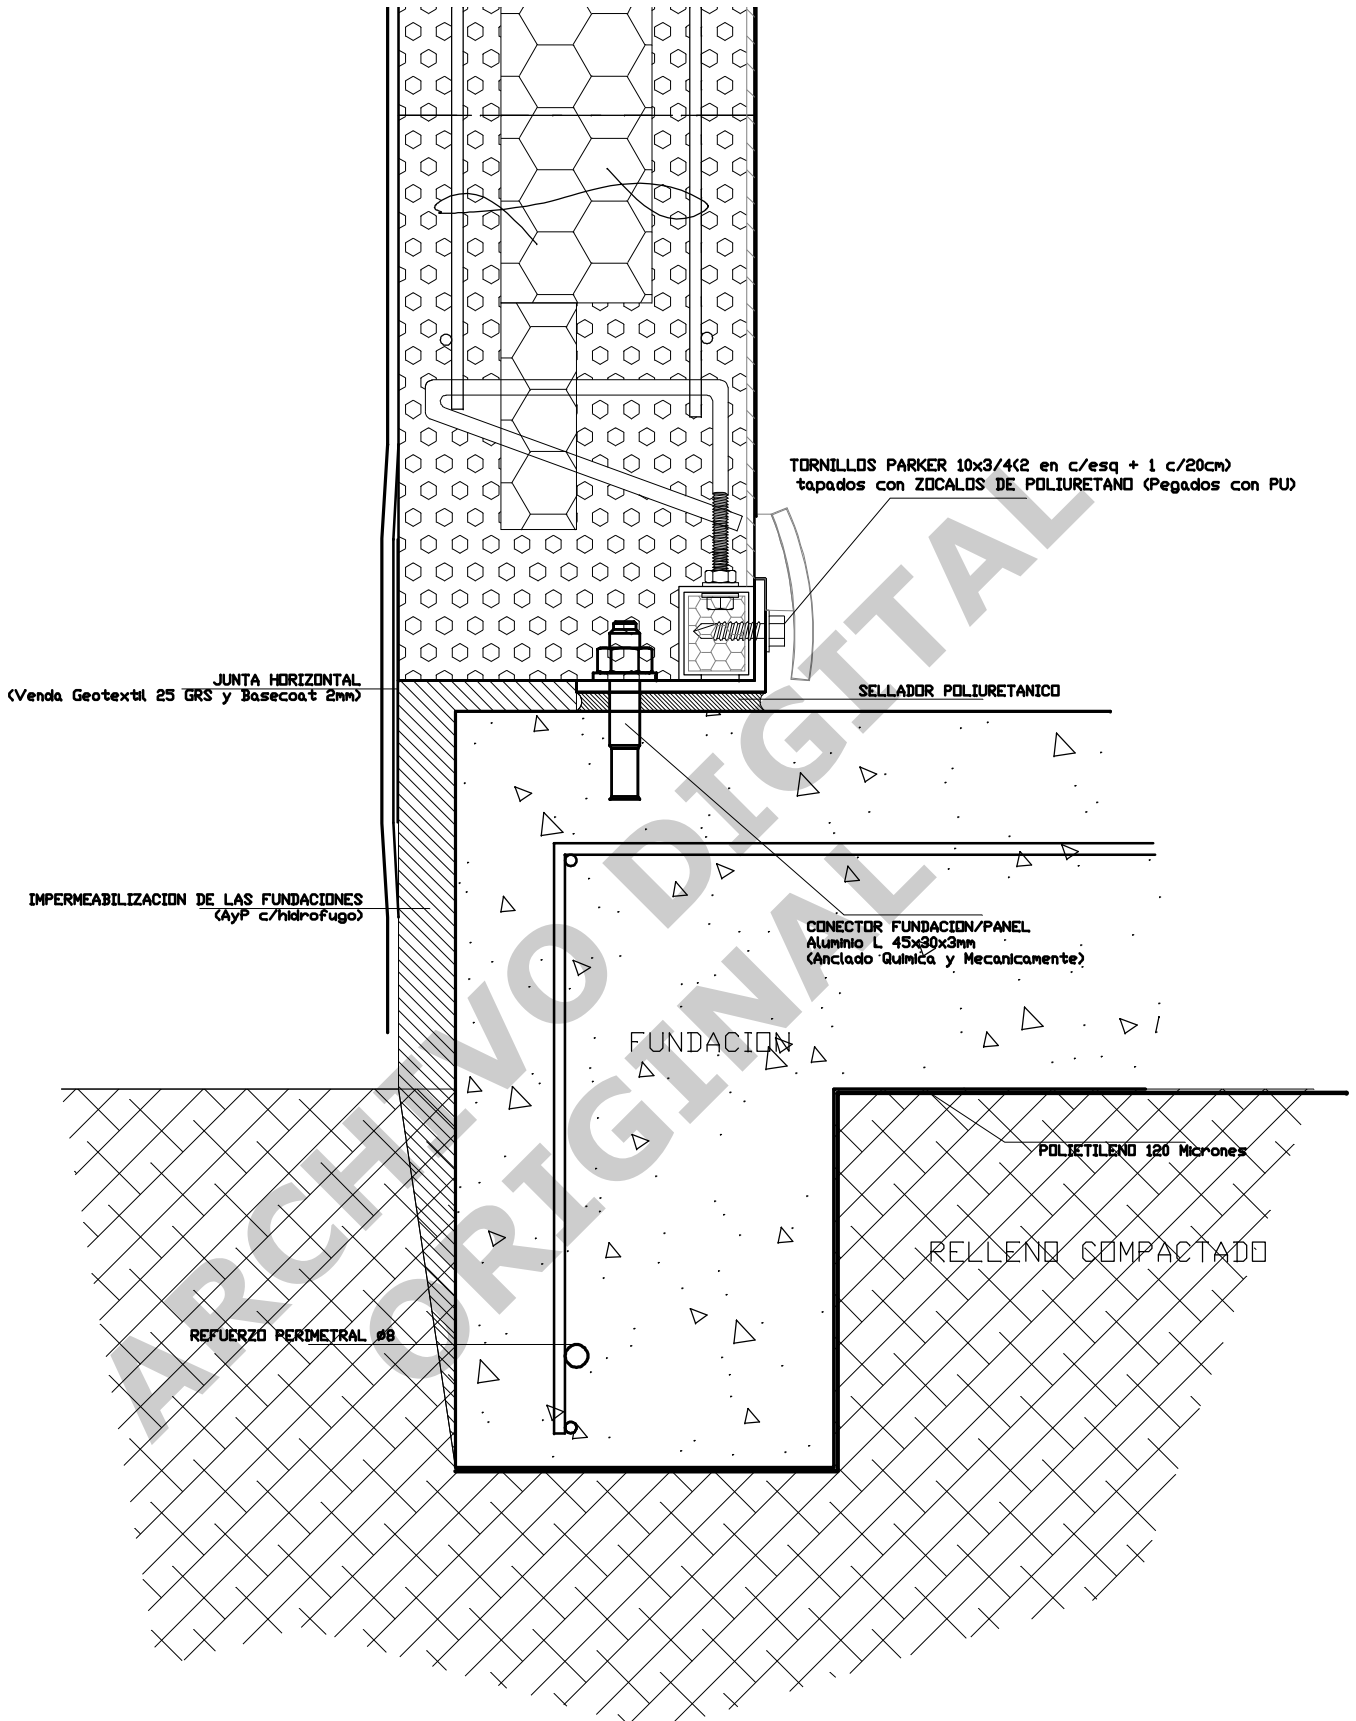 TORNILLOS PARKER 10x3/4(2 en c/esq + 1 c/20cm)
tapados con ZOCALOS DE POLIURETANO (Pegados con PU)
JUNTA HORIZONTAL
(Venda Geotextil 25 GRS y Basecoat 2mm)
SELLADOR POLIURETANICO
IMPERMEABILIZACION DE LAS FUNDACIONES
(AyP c/hidrofugo)
CONECTOR FUNDACION/PANEL
Aluminio L 45x30x3mm
(Anclado Quimica y Mecanicamente)
FUNDACION
POLIETILENO 120 Micrones
RELLENO COMPACTADO
REFUERZO PERIMETRAL ø8
ARCHIVO DIGITAL
ORIGINAL